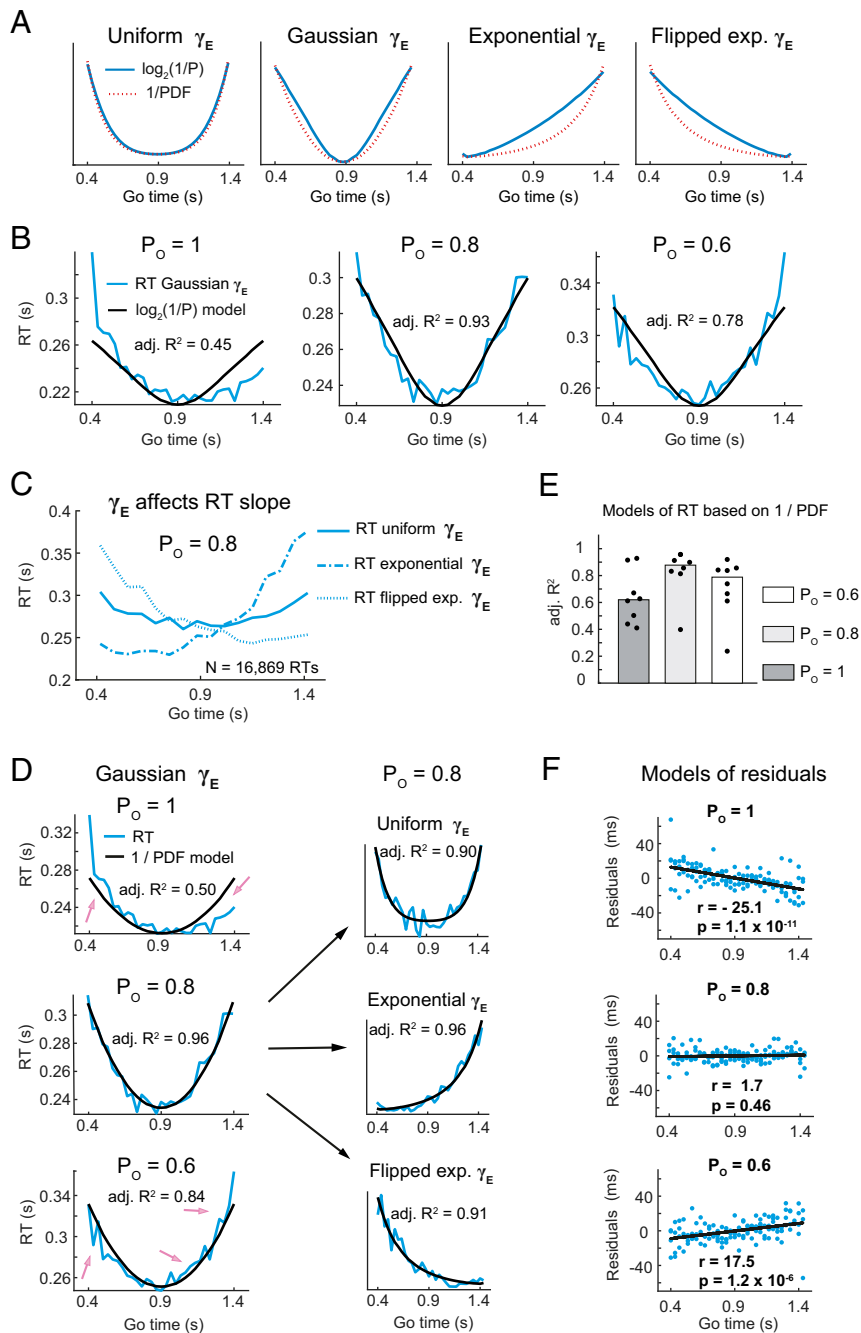 A
Uniform γE
Gaussian γE
Exponential γE
Flipped exp. γE
log2(1/P)
1/PDF
0.4 0.9 1.4
0.4 0.9 1.4
0.4 0.9 1.4
0.4 0.9 1.4
Go time (s)
Go time (s)
Go time (s)
Go time (s)
B
PO = 1
PO = 0.8
PO = 0.6
RT Gaussian γE
log2(1/P) model
adj. R2 = 0.45
adj. R2 = 0.93
adj. R2 = 0.78
RT (s)
0.3
0.26
0.22
0.3
0.28
0.26
0.24
0.3
0.26
0.4 0.9 1.4
0.4 0.9 1.4
0.4 0.9 1.4
Go time (s)
Go time (s)
Go time (s)
C
γE affects RT slope
PO = 0.8
RT uniform γE
RT exponential γE
RT flipped exp. γE
N = 16,869 RTs
RT (s)
0.4
0.35
0.3
0.25
0.2
0.4 0.9 1.4
Go time (s)
E
Models of RT based on 1 / PDF
adj. R2
1
0.8
0.6
0.4
0.2
0
PO = 0.6
PO = 0.8
PO = 1
D
Gaussian γE
PO = 1
RT
1 / PDF model
adj. R2 = 0.50
RT (s)
0.32
0.28
0.24
0.4 0.9 1.4
PO = 0.8
adj. R2 = 0.96
RT (s)
0.3
0.27
0.24
0.4 0.9 1.4
PO = 0.6
adj. R2 = 0.84
RT (s)
0.34
0.3
0.26
0.4 0.9 1.4
Go time (s)
PO = 0.8
Uniform γE
adj. R2 = 0.90
0.4 0.9 1.4
Exponential γE
adj. R2 = 0.96
0.4 0.9 1.4
Flipped exp. γE
adj. R2 = 0.91
0.4 0.9 1.4
Go time (s)
F
Models of residuals
PO = 1
Residuals (ms)
40
0
-40
r = - 25.1
p = 1.1 x 10-11
0.4 0.9 1.4
PO = 0.8
Residuals (ms)
40
0
-40
r = 1.7
p = 0.46
0.4 0.9 1.4
PO = 0.6
Residuals (ms)
40
0
-40
r = 17.5
p = 1.2 x 10-6
0.4 0.9 1.4
Go time (s)